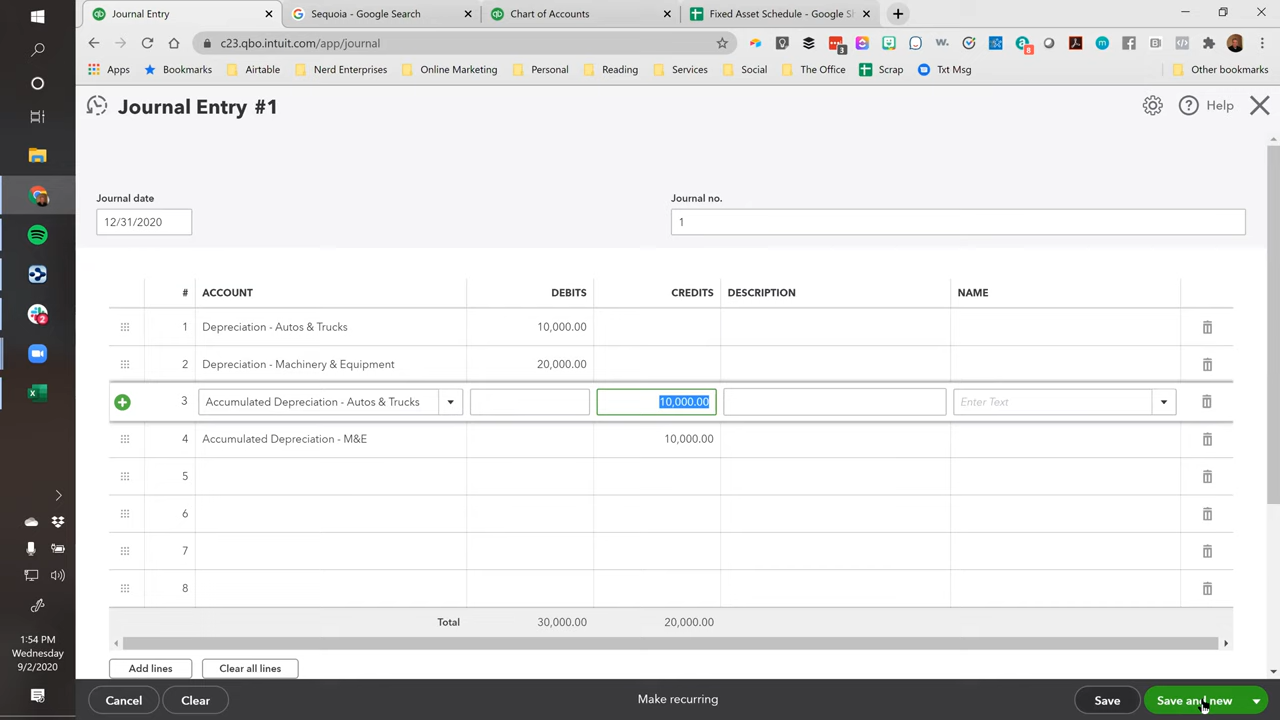 Journal Entry
Sequoia - Google Search
Chart of Accounts
Fixed Asset Schedule - Google Sh
c23.qbo.intuit.com/app/journal
Apps
Bookmarks
Airtable
Nerd Enterprises
Online Marketing
Personal
Reading
Services
Social
The Office
Scrap
Txt Msg
Other bookmarks
Journal Entry #1
Help
Journal date
Journal no.
12/31/2020
1
# ACCOUNT DEBITS CREDITS DESCRIPTION NAME
1 Depreciation - Autos & Trucks 10,000.00
2 Depreciation - Machinery & Equipment 20,000.00
3 Accumulated Depreciation - Autos & Trucks 10,000.00 Enter Text
4 Accumulated Depreciation - M&E 10,000.00
5
6
7
8
Total 30,000.00 20,000.00
Add lines
Clear all lines
Cancel
Clear
Make recurring
Save
Save and new
1:54 PM
Wednesday
9/2/2020